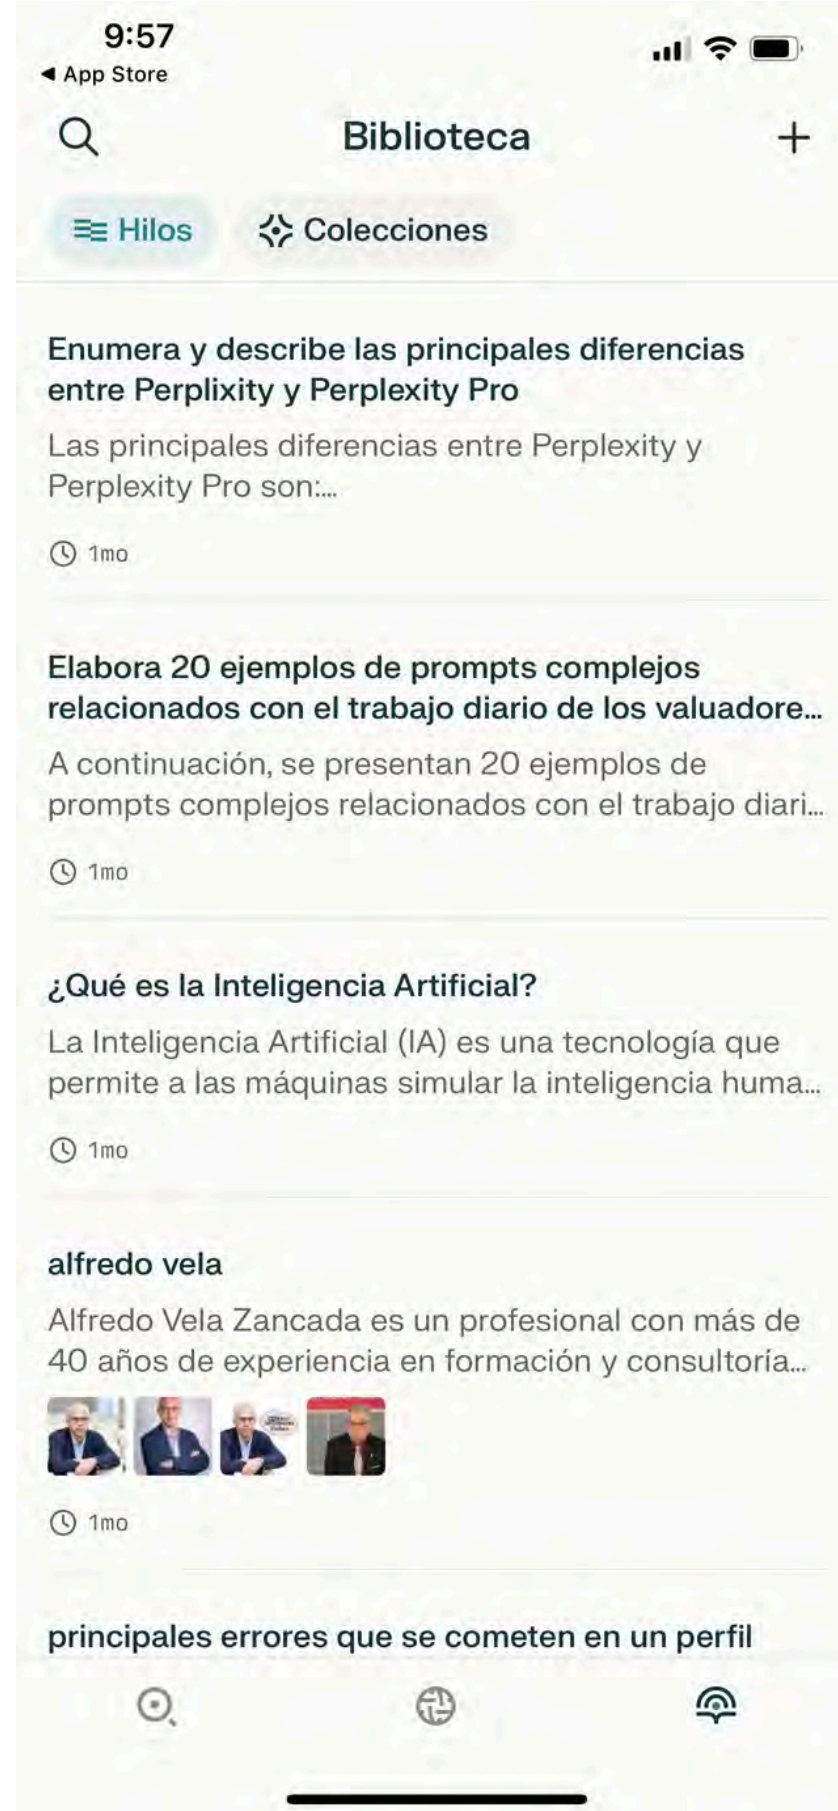 9:57
◀ App Store
Biblioteca
Hilos
Colecciones
Enumera y describe las principales diferencias
entre Perplixity y Perplexity Pro
Las principales diferencias entre Perplexity y
Perplexity Pro son:...
1mo
Elabora 20 ejemplos de prompts complejos
relacionados con el trabajo diario de los valuadore...
A continuación, se presentan 20 ejemplos de
prompts complejos relacionados con el trabajo diari...
1mo
¿Qué es la Inteligencia Artificial?
La Inteligencia Artificial (IA) es una tecnología que
permite a las máquinas simular la inteligencia huma...
1mo
alfredo vela
Alfredo Vela Zancada es un profesional con más de
40 años de experiencia en formación y consultoría...
1mo
principales errores que se cometen en un perfil